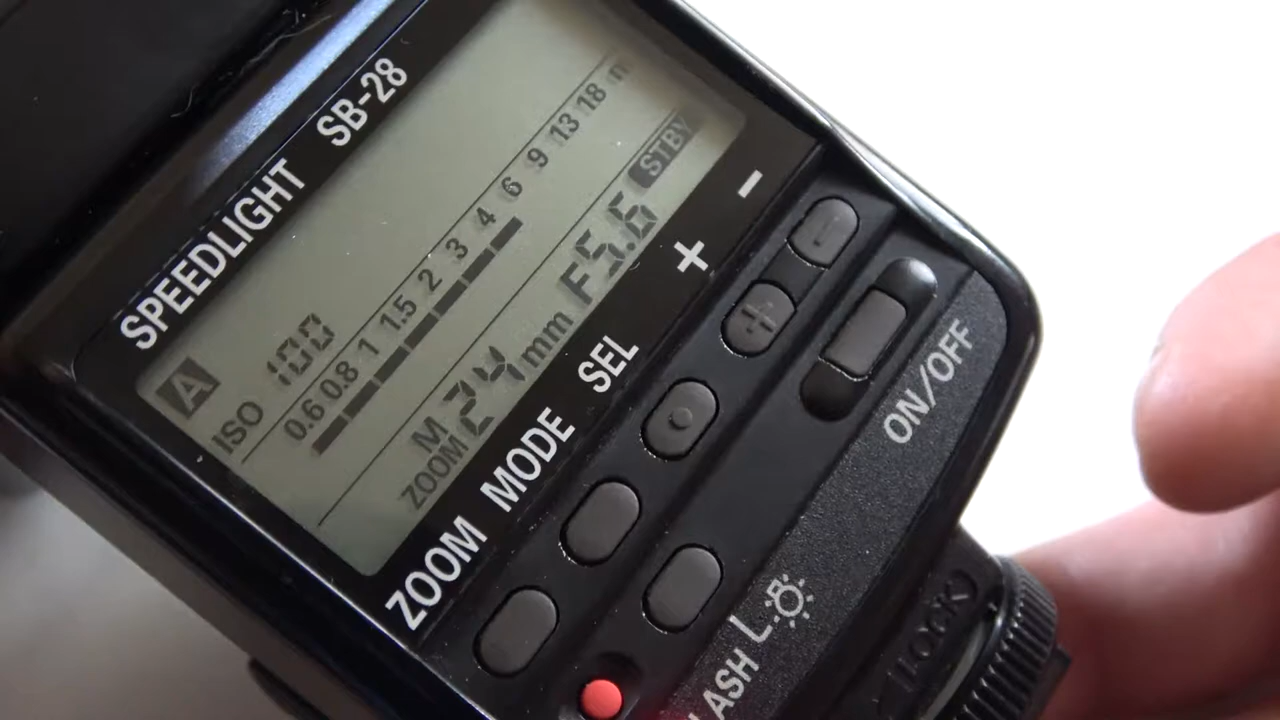 SPEEDLIGHT SB-28
A
ISO 100
0.6 0.8 1 1.5 2 3 4 6 9 13 18 m
M
ZOOM 24 mm F5.6 STBY
ZOOM MODE SEL + -
ON/OFF
L
LOCK